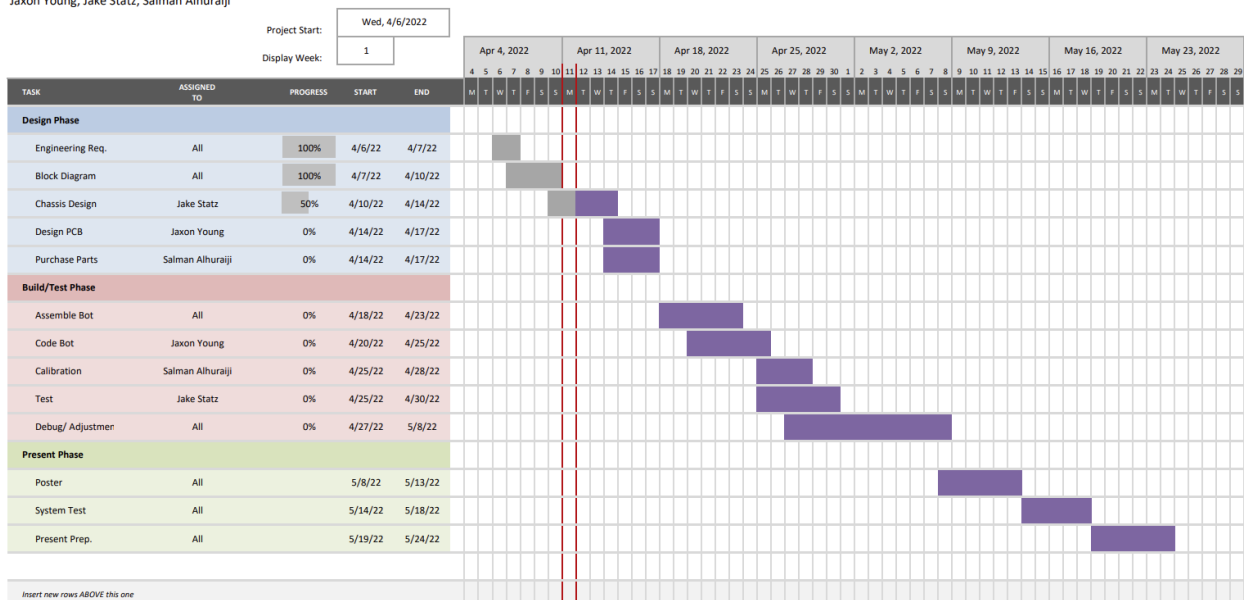 Jaxon Young, Jake Statz, Salman Alhuraiji
Project Start: Wed, 4/6/2022
Display Week: 1
Apr 4, 2022 Apr 11, 2022 Apr 18, 2022 Apr 25, 2022 May 2, 2022 May 9, 2022 May 16, 2022 May 23, 2022
4 5 6 7 8 9 10 11 12 13 14 15 16 17 18 19 20 21 22 23 24 25 26 27 28 29 30 1 2 3 4 5 6 7 8 9 10 11 12 13 14 15 16 17 18 19 20 21 22 23 24 25 26 27 28 29
TASK ASSIGNED TO PROGRESS START END M T W T F S S M T W T F S S M T W T F S S M T W T F S S M T W T F S S M T W T F S S M T W T F S S M T W T F S S
Design Phase
Engineering Req. All 100% 4/6/22 4/7/22
Block Diagram All 100% 4/7/22 4/10/22
Chassis Design Jake Statz 50% 4/10/22 4/14/22
Design PCB Jaxon Young 0% 4/14/22 4/17/22
Purchase Parts Salman Alhuraiji 0% 4/14/22 4/17/22
Build/Test Phase
Assemble Bot All 0% 4/18/22 4/23/22
Code Bot Jaxon Young 0% 4/20/22 4/25/22
Calibration Salman Alhuraiji 0% 4/25/22 4/28/22
Test Jake Statz 0% 4/25/22 4/30/22
Debug/ Adjustmen All 0% 4/27/22 5/8/22
Present Phase
Poster All 5/8/22 5/13/22
System Test All 5/14/22 5/18/22
Present Prep. All 5/19/22 5/24/22
Insert new rows ABOVE this one